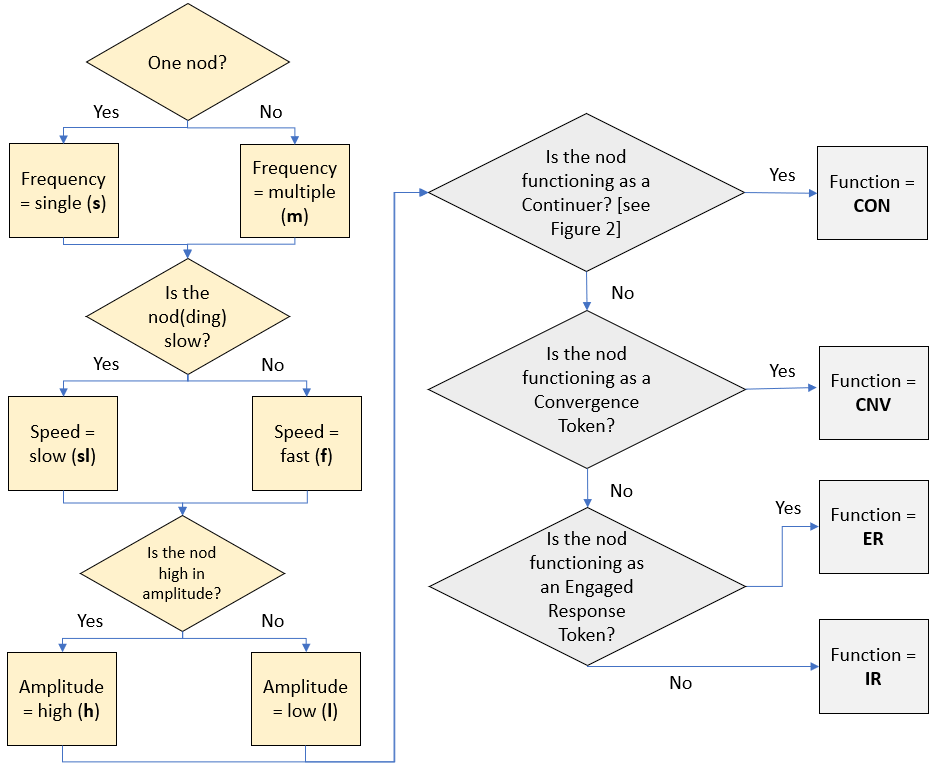 One nod?
Yes
No
Frequency
= single (s)
Frequency
= multiple
(m)
Is the
nod(ding)
slow?
Yes
No
Speed =
slow (sl)
Speed =
fast (f)
Is the nod
high in
amplitude?
Yes
No
Amplitude
= high (h)
Amplitude
= low (l)
Is the nod
functioning as a
Continuer? [see
Figure 2]
Yes
Function =
CON
No
Is the nod
functioning as a
Convergence
Token?
Yes
Function =
CNV
No
Is the nod
functioning as
an Engaged
Response
Token?
Yes
Function =
ER
No
Function =
IR